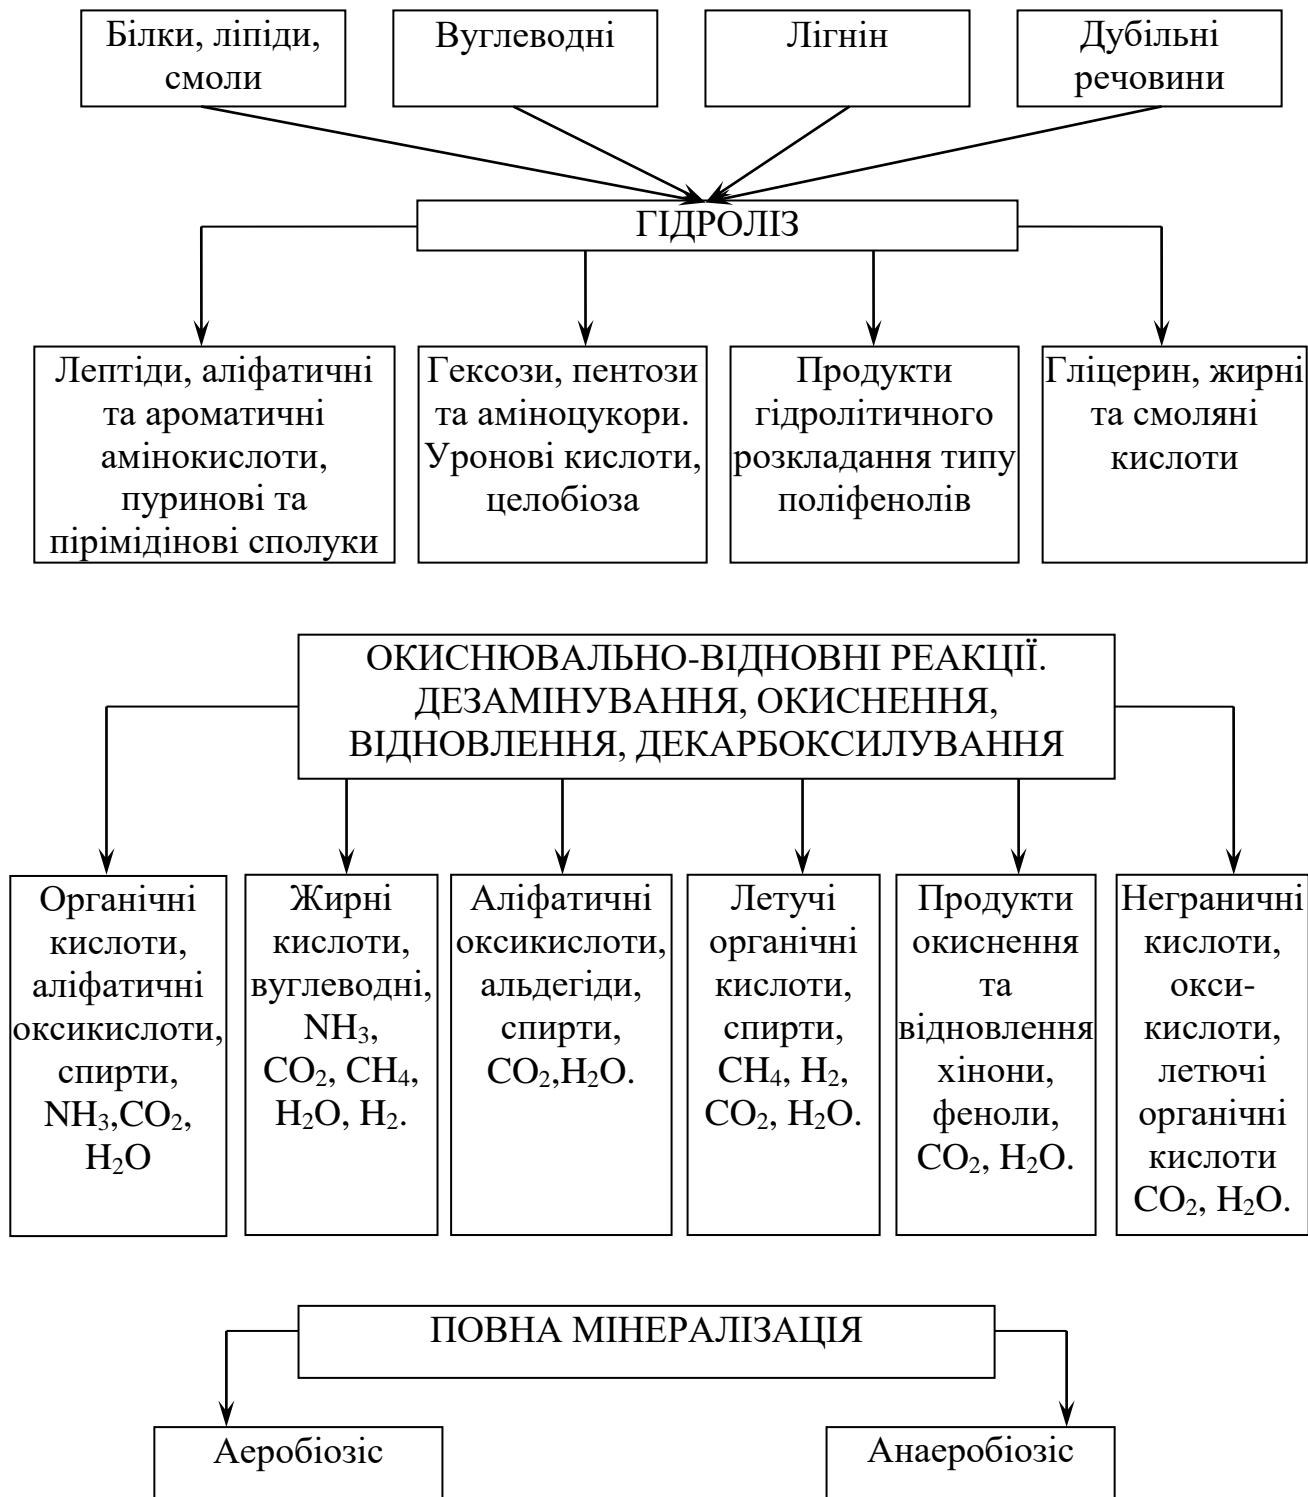 Білки, ліпіди,
смоли
Вуглеводні
Лігнін
Дубільні
речовини
ГІДРОЛІЗ
Лептіди, аліфатичні
та ароматичні
амінокислоти,
пуринові та
пірімідінові сполуки
Гексози, пентози
та аміноцукори.
Уронові кислоти,
целобіоза
Продукти
гідролітичного
розкладання типу
поліфенолів
Гліцерин, жирні
та смоляні
кислоти
ОКИСНЮВАЛЬНО-ВІДНОВНІ РЕАКЦІЇ.
ДЕЗАМІНУВАННЯ, ОКИСНЕННЯ,
ВІДНОВЛЕННЯ, ДЕКАРБОКСИЛУВАННЯ
Органічні
кислоти,
аліфатичні
оксикислоти,
спирти,
NH₃,CO₂,
H₂O
Жирні
кислоти,
вуглеводні,
NH₃,
CO₂, CH₄,
H₂O, H₂.
Аліфатичні
оксикислоти,
альдегіди,
спирти,
CO₂,H₂O.
Летучі
органічні
кислоти,
спирти,
CH₄, H₂,
CO₂, H₂O.
Продукти
окиснення
та
відновлення
хінони,
феноли,
CO₂, H₂O.
Неграничні
кислоти,
окси-
кислоти,
летючі
органічні
кислоти
CO₂, H₂O.
ПОВНА МІНЕРАЛІЗАЦІЯ
Аеробіозіс
Анаеробіозіс